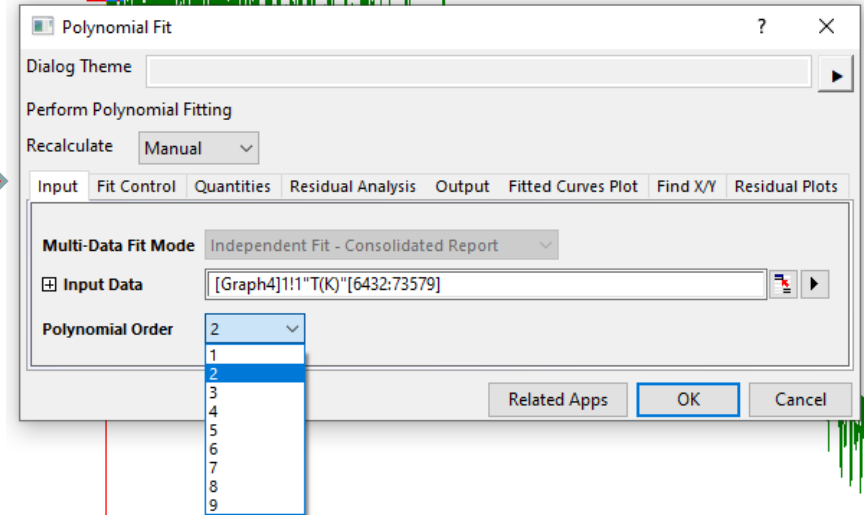 Polynomial Fit ?
Dialog Theme
Perform Polynomial Fitting
Recalculate Manual
Input Fit Control Quantities Residual Analysis Output Fitted Curves Plot Find X/Y Residual Plots
Multi-Data Fit Mode Independent Fit - Consolidated Report
Input Data [Graph4]1!1"T(K)"[6432:73579]
Polynomial Order 2
1
2
3
4
5
6
7
8
9
Related Apps OK Cancel